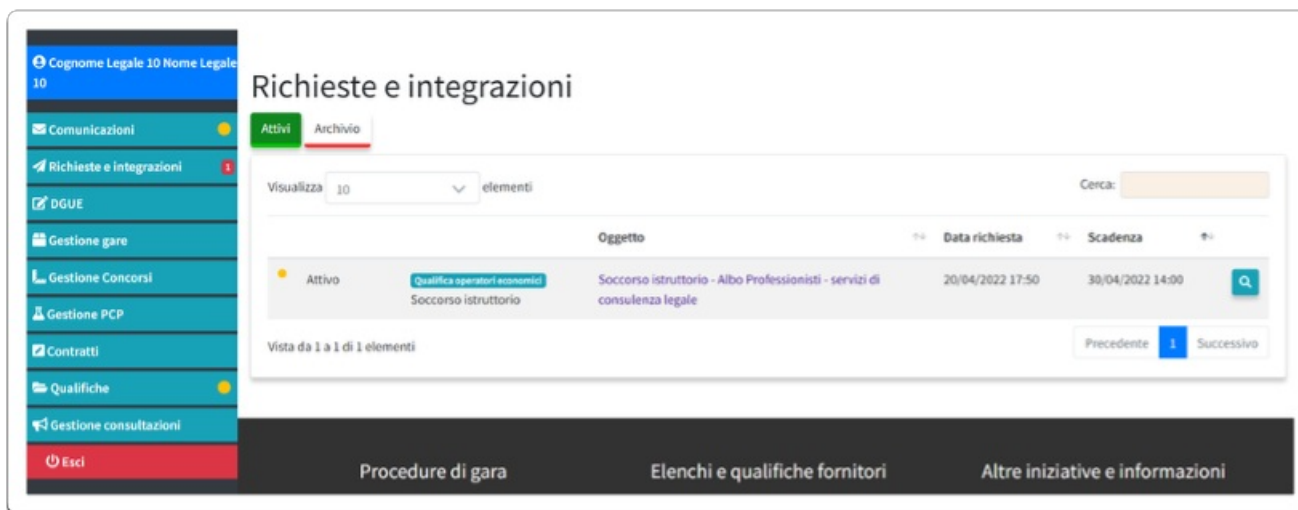 Cognome Legale 10 Nome Legale
10
Comunicazioni
Richieste e integrazioni 1
DGUE
Gestione gare
Gestione Concorsi
Gestione PCP
Contratti
Qualifiche
Gestione consultazioni
Esci
Richieste e integrazioni
Attivi Archivio
Visualizza 10 elementi Cerca:
Oggetto Data richiesta Scadenza
Attivo Qualifica operatori economici Soccorso istruttorio - Albo Professionisti - servizi di 20/04/2022 17:50 30/04/2022 14:00
Soccorso istruttorio consulenza legale
Vista da 1 a 1 di 1 elementi Precedente 1 Successivo
Procedure di gara Elenchi e qualifiche fornitori Altre iniziative e informazioni